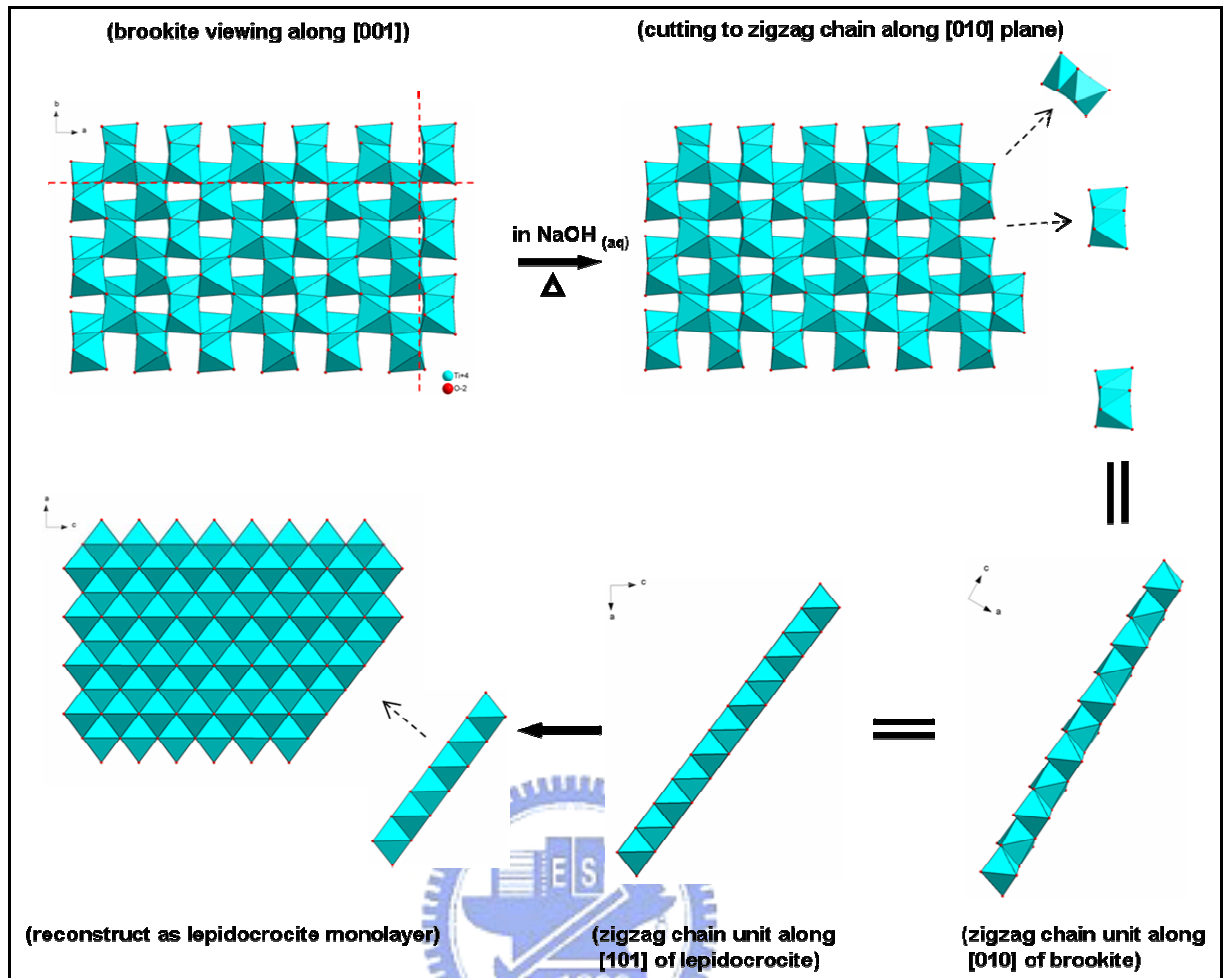 (brookite viewing along [001])
(cutting to zigzag chain along [010] plane)
b
a
in NaOH (aq)
Δ
Ti+4
O-2
a
c
c
a
c
a
E S
(reconstruct as lepidocrocite monolayer)
(zigzag chain unit along
[101] of lepidocrocite)
(zigzag chain unit along
[010] of brookite)